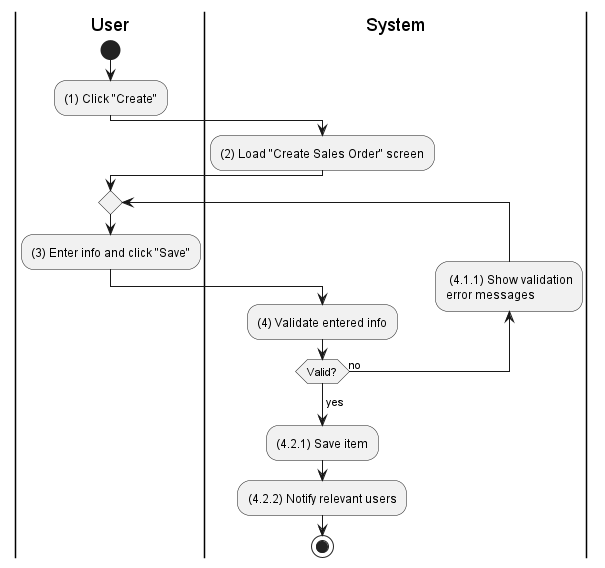 User
System
(1) Click "Create"
(2) Load "Create Sales Order" screen
(3) Enter info and click "Save"
(4.1.1) Show validation
error messages
(4) Validate entered info
Valid?
no
yes
(4.2.1) Save item
(4.2.2) Notify relevant users